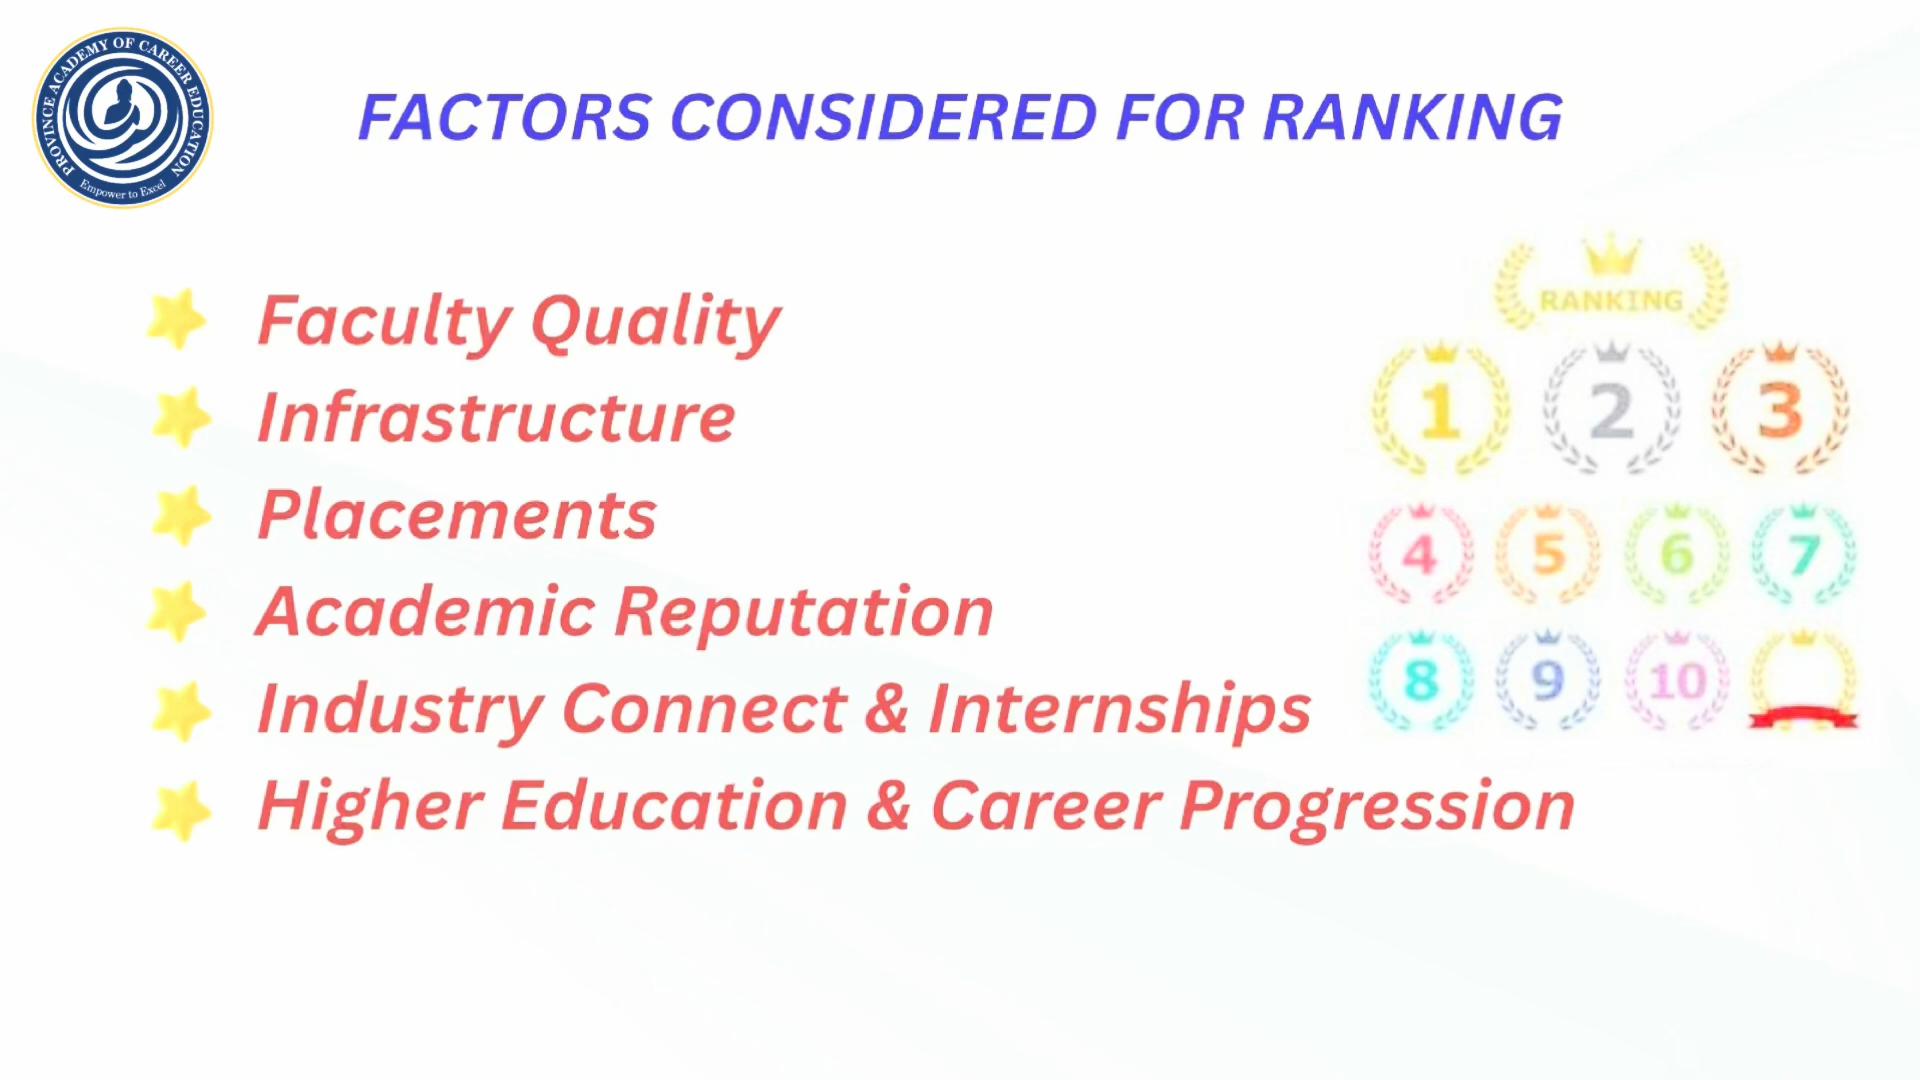 PROVINCE ACADEMY OF CAREER EDUCATION
Empower to Excel
FACTORS CONSIDERED FOR RANKING
Faculty Quality
Infrastructure
Placements
Academic Reputation
Industry Connect & Internships
Higher Education & Career Progression
RANKING
1 2 3
4 5 6 7
8 9 10